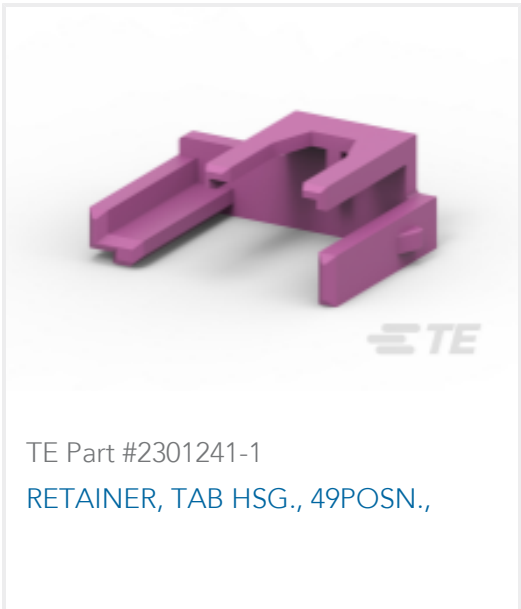 TE
TE Part #2301241-1
RETAINER, TAB HSG., 49POSN.,